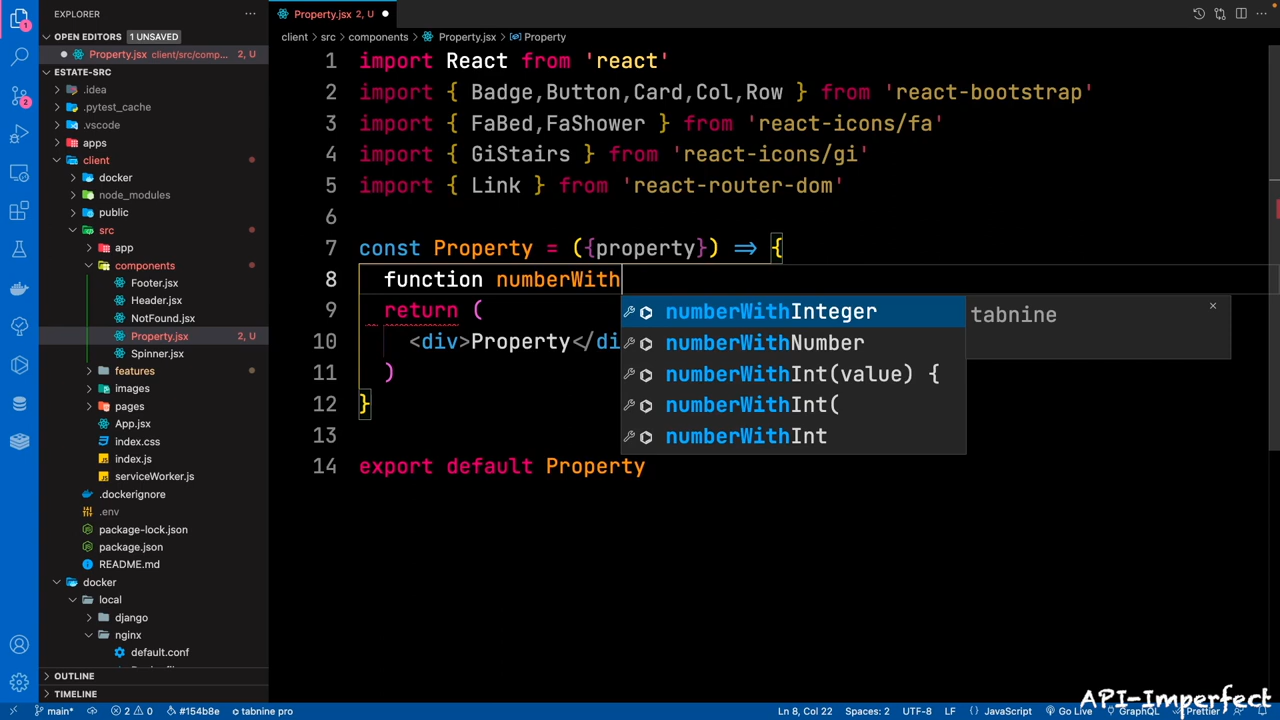 EXPLORER
OPEN EDITORS 1 UNSAVED
Property.jsx client/src/comp... 2, U
ESTATE-SRC
.idea
.pytest_cache
.vscode
apps
client
docker
node_modules
public
src
app
components
Footer.jsx
Header.jsx
NotFound.jsx
Property.jsx 2, U
Spinner.jsx
features
images
pages
App.jsx
index.css
index.js
serviceWorker.js
.dockerignore
.env
package-lock.json
package.json
README.md
docker
local
django
nginx
default.conf
OUTLINE
TIMELINE
Property.jsx 2, U
client > src > components > Property.jsx > Property
1 import React from 'react'
2 import { Badge,Button,Card,Col,Row } from 'react-bootstrap'
3 import { FaBed,FaShower } from 'react-icons/fa'
4 import { GiStairs } from 'react-icons/gi'
5 import { Link } from 'react-router-dom'
6
7 const Property = ({property}) => {
8 function numberWith
9 return (
10 <div>Property</di
11 )
12 }
13
14 export default Property
numberWithInteger
numberWithNumber
numberWithInt(value) {
numberWithInt(
numberWithInt
tabnine
API-Imperfect
main* 2 0 #154b8e tabnine pro Ln 8, Col 22 Spaces: 2 UTF-8 LF {} JavaScript Go Live GraphQL Prettier
1
2